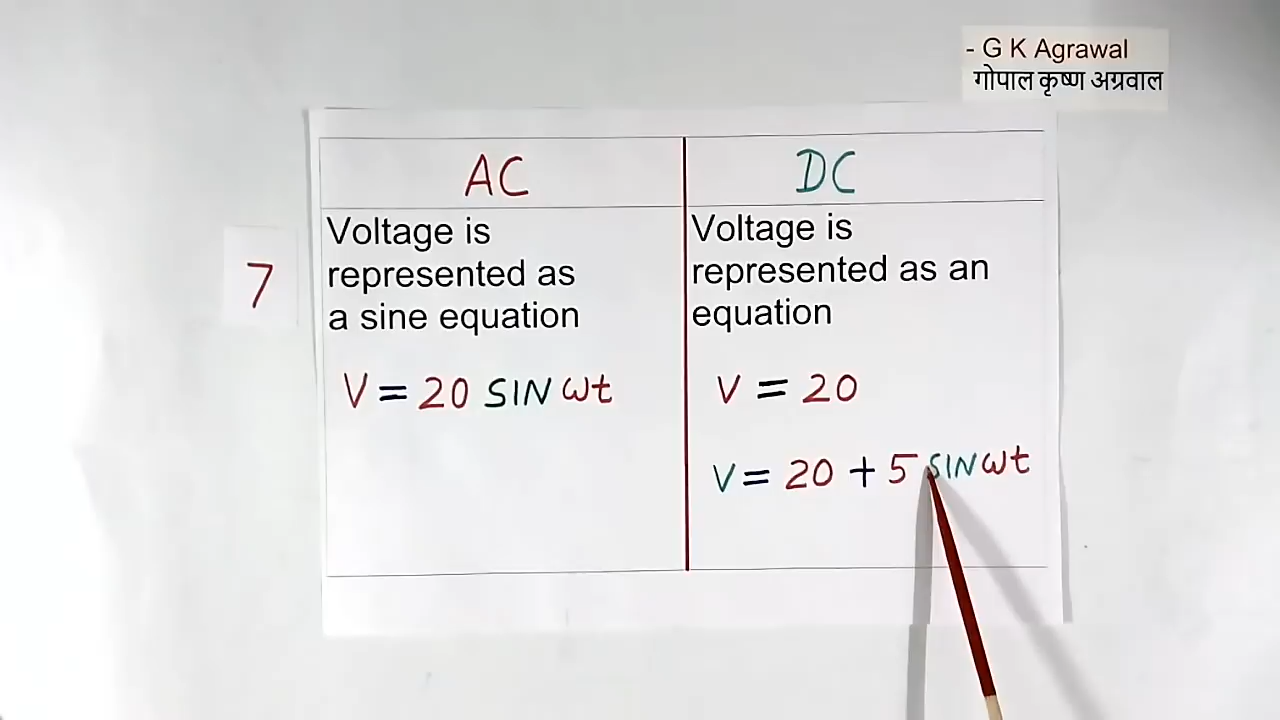 - G K Agrawal
गोपाल कृष्ण अग्रवाल
AC
DC
7
Voltage is
represented as
a sine equation
V = 20 SIN ωt
Voltage is
represented as an
equation
V = 20
V = 20 + 5 SIN ωt